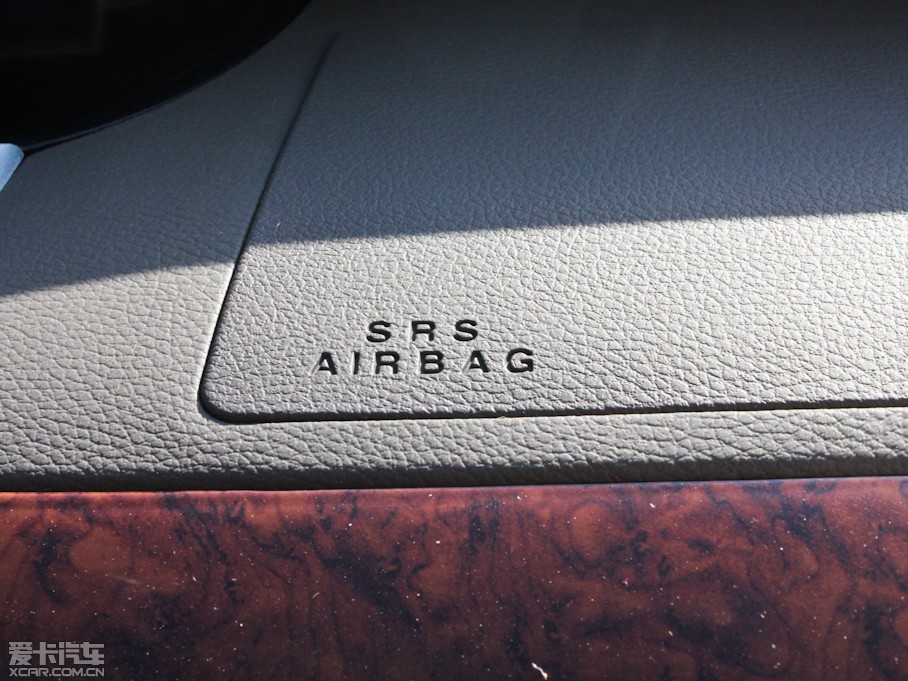 SRS
AIRBAG
爱卡汽车
XCAR.COM.CN